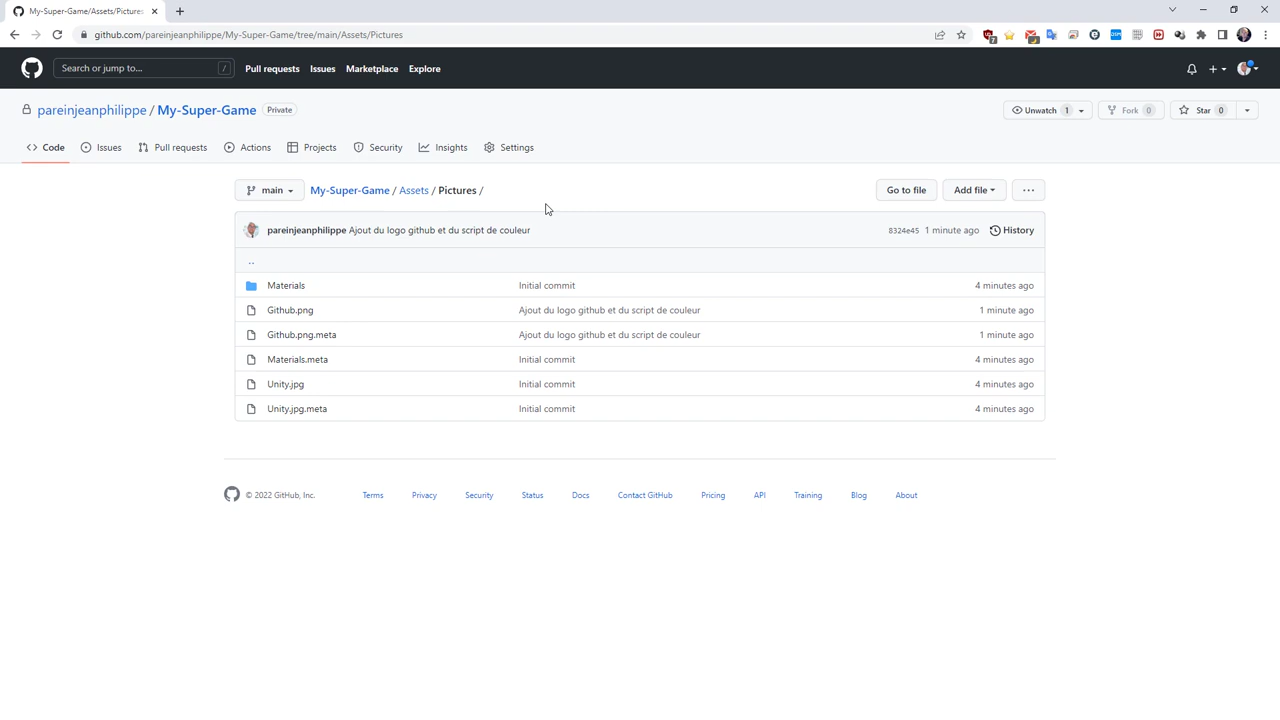 My-Super-Game/Assets/Pictures
github.com/pareinjeanphilippe/My-Super-Game/tree/main/Assets/Pictures
Search or jump to... /
Pull requests Issues Marketplace Explore
pareinjeanphilippe / My-Super-Game Private
Unwatch 1 Fork 0 Star 0
Code Issues Pull requests Actions Projects Security Insights Settings
main My-Super-Game / Assets / Pictures / Go to file Add file ...
pareinjeanphilippe Ajout du logo github et du script de couleur 8324e45 1 minute ago History
..
Materials Initial commit 4 minutes ago
Github.png Ajout du logo github et du script de couleur 1 minute ago
Github.png.meta Ajout du logo github et du script de couleur 1 minute ago
Materials.meta Initial commit 4 minutes ago
Unity.jpg Initial commit 4 minutes ago
Unity.jpg.meta Initial commit 4 minutes ago
© 2022 GitHub, Inc. Terms Privacy Security Status Docs Contact GitHub Pricing API Training Blog About